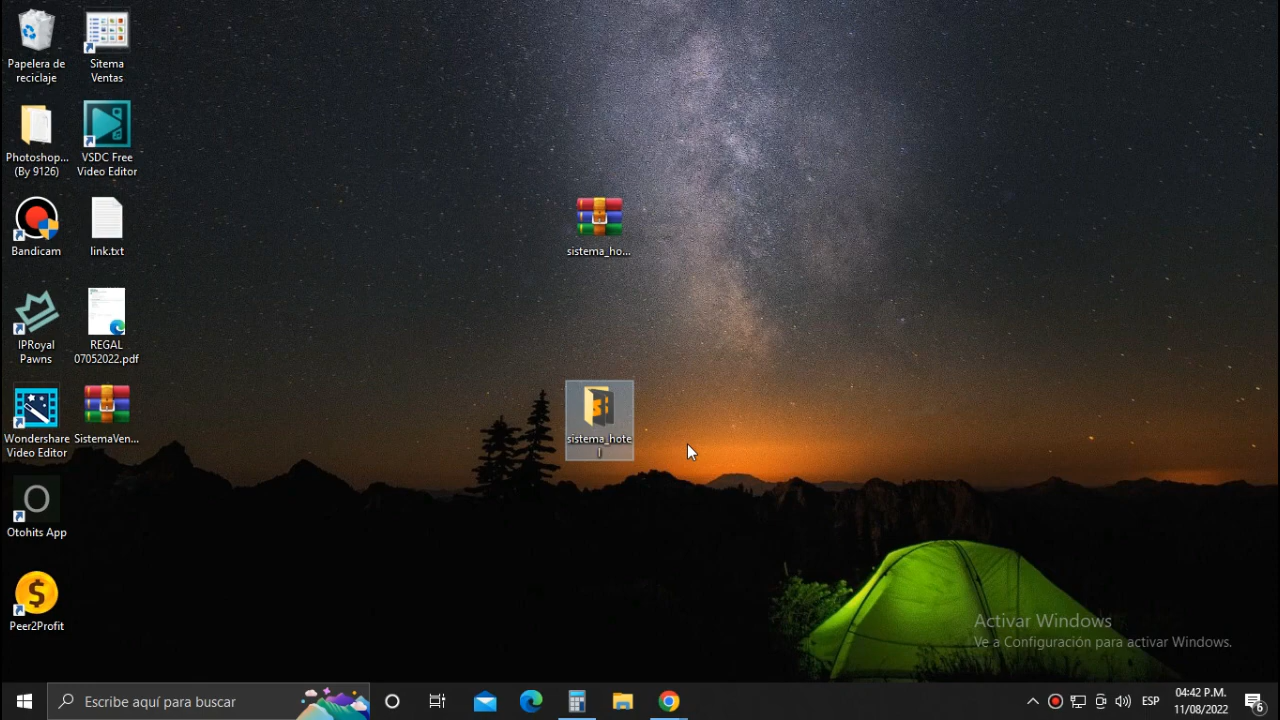 Papelera de
reciclaje
Sitema
Ventas
Photoshop...
(By 9126)
VSDC Free
Video Editor
Bandicam
link.txt
IPRoyal
Pawns
REGAL
07052022.pdf
Wondershare
Video Editor
SistemaVen...
Otohits App
Peer2Profit
sistema_ho...
sistema_hote
l
Activar Windows
Ve a Configuración para activar Windows.
Escribe aquí para buscar
ESP
04:42 P.M.
11/08/2022
6